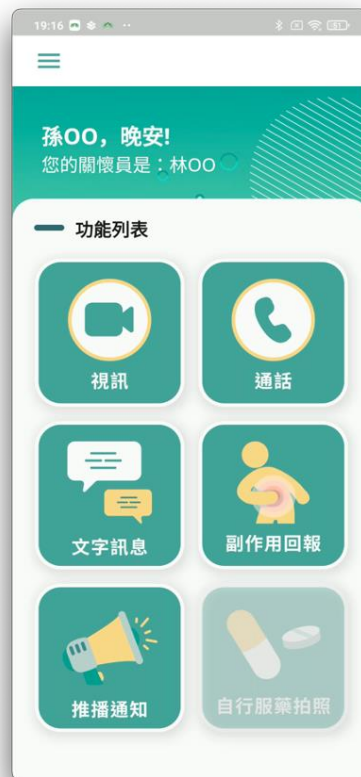 19:16
81
孫OO，晚安!
您的關懷員是：林OO
功能列表
視訊
通話
文字訊息
副作用回報
推播通知
自行服藥拍照